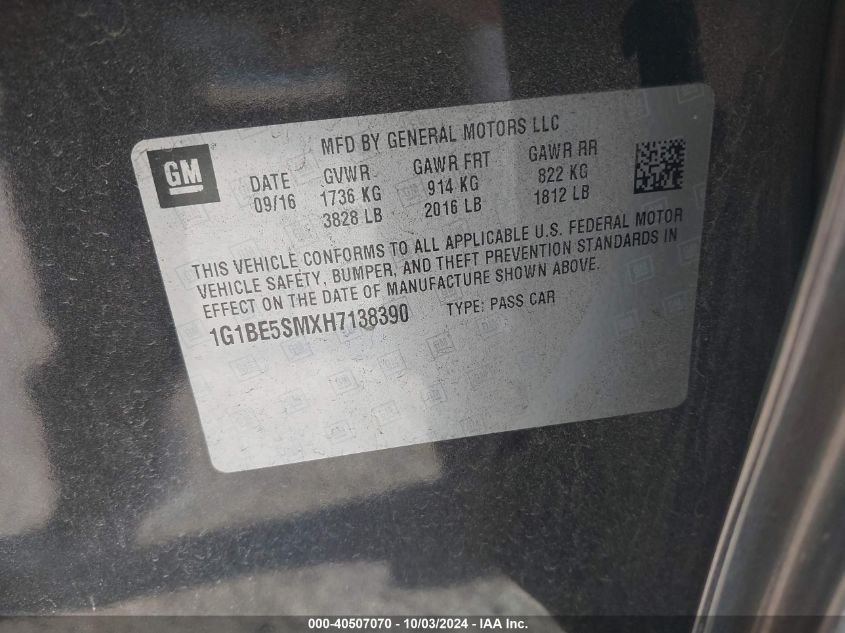 MFD BY GENERAL MOTORS LLC
GM
DATE GVWR GAWR FRT GAWR RR
09/16 1736 KG 914 KG 822 KG
3828 LB 2016 LB 1812 LB
THIS VEHICLE CONFORMS TO ALL APPLICABLE U.S. FEDERAL MOTOR
VEHICLE SAFETY, BUMPER, AND THEFT PREVENTION STANDARDS IN
EFFECT ON THE DATE OF MANUFACTURE SHOWN ABOVE.
1G1BE5SMXH7138390 TYPE: PASS CAR
000-40507070 - 10/03/2024 - IAA Inc.